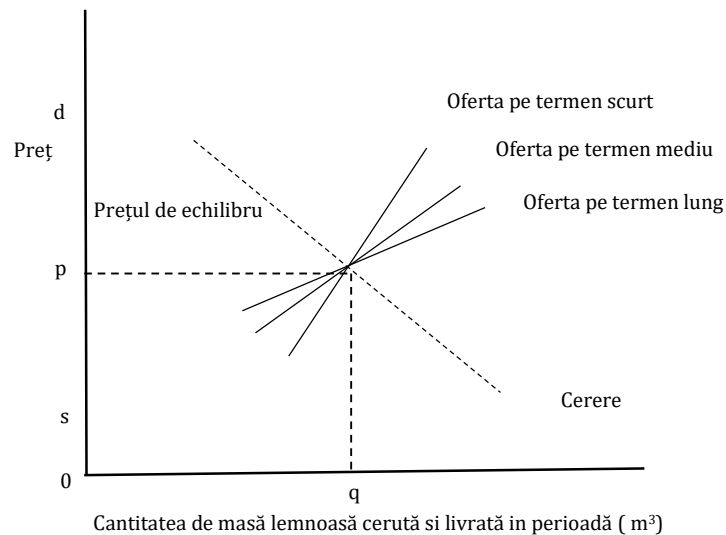 d
Oferta pe termen scurt
Preț
Oferta pe termen mediu
Prețul de echilibru
Oferta pe termen lung
p
Cerere
s
0
q
Cantitatea de masă lemnoasă cerută si livrată in perioadă ( m³)